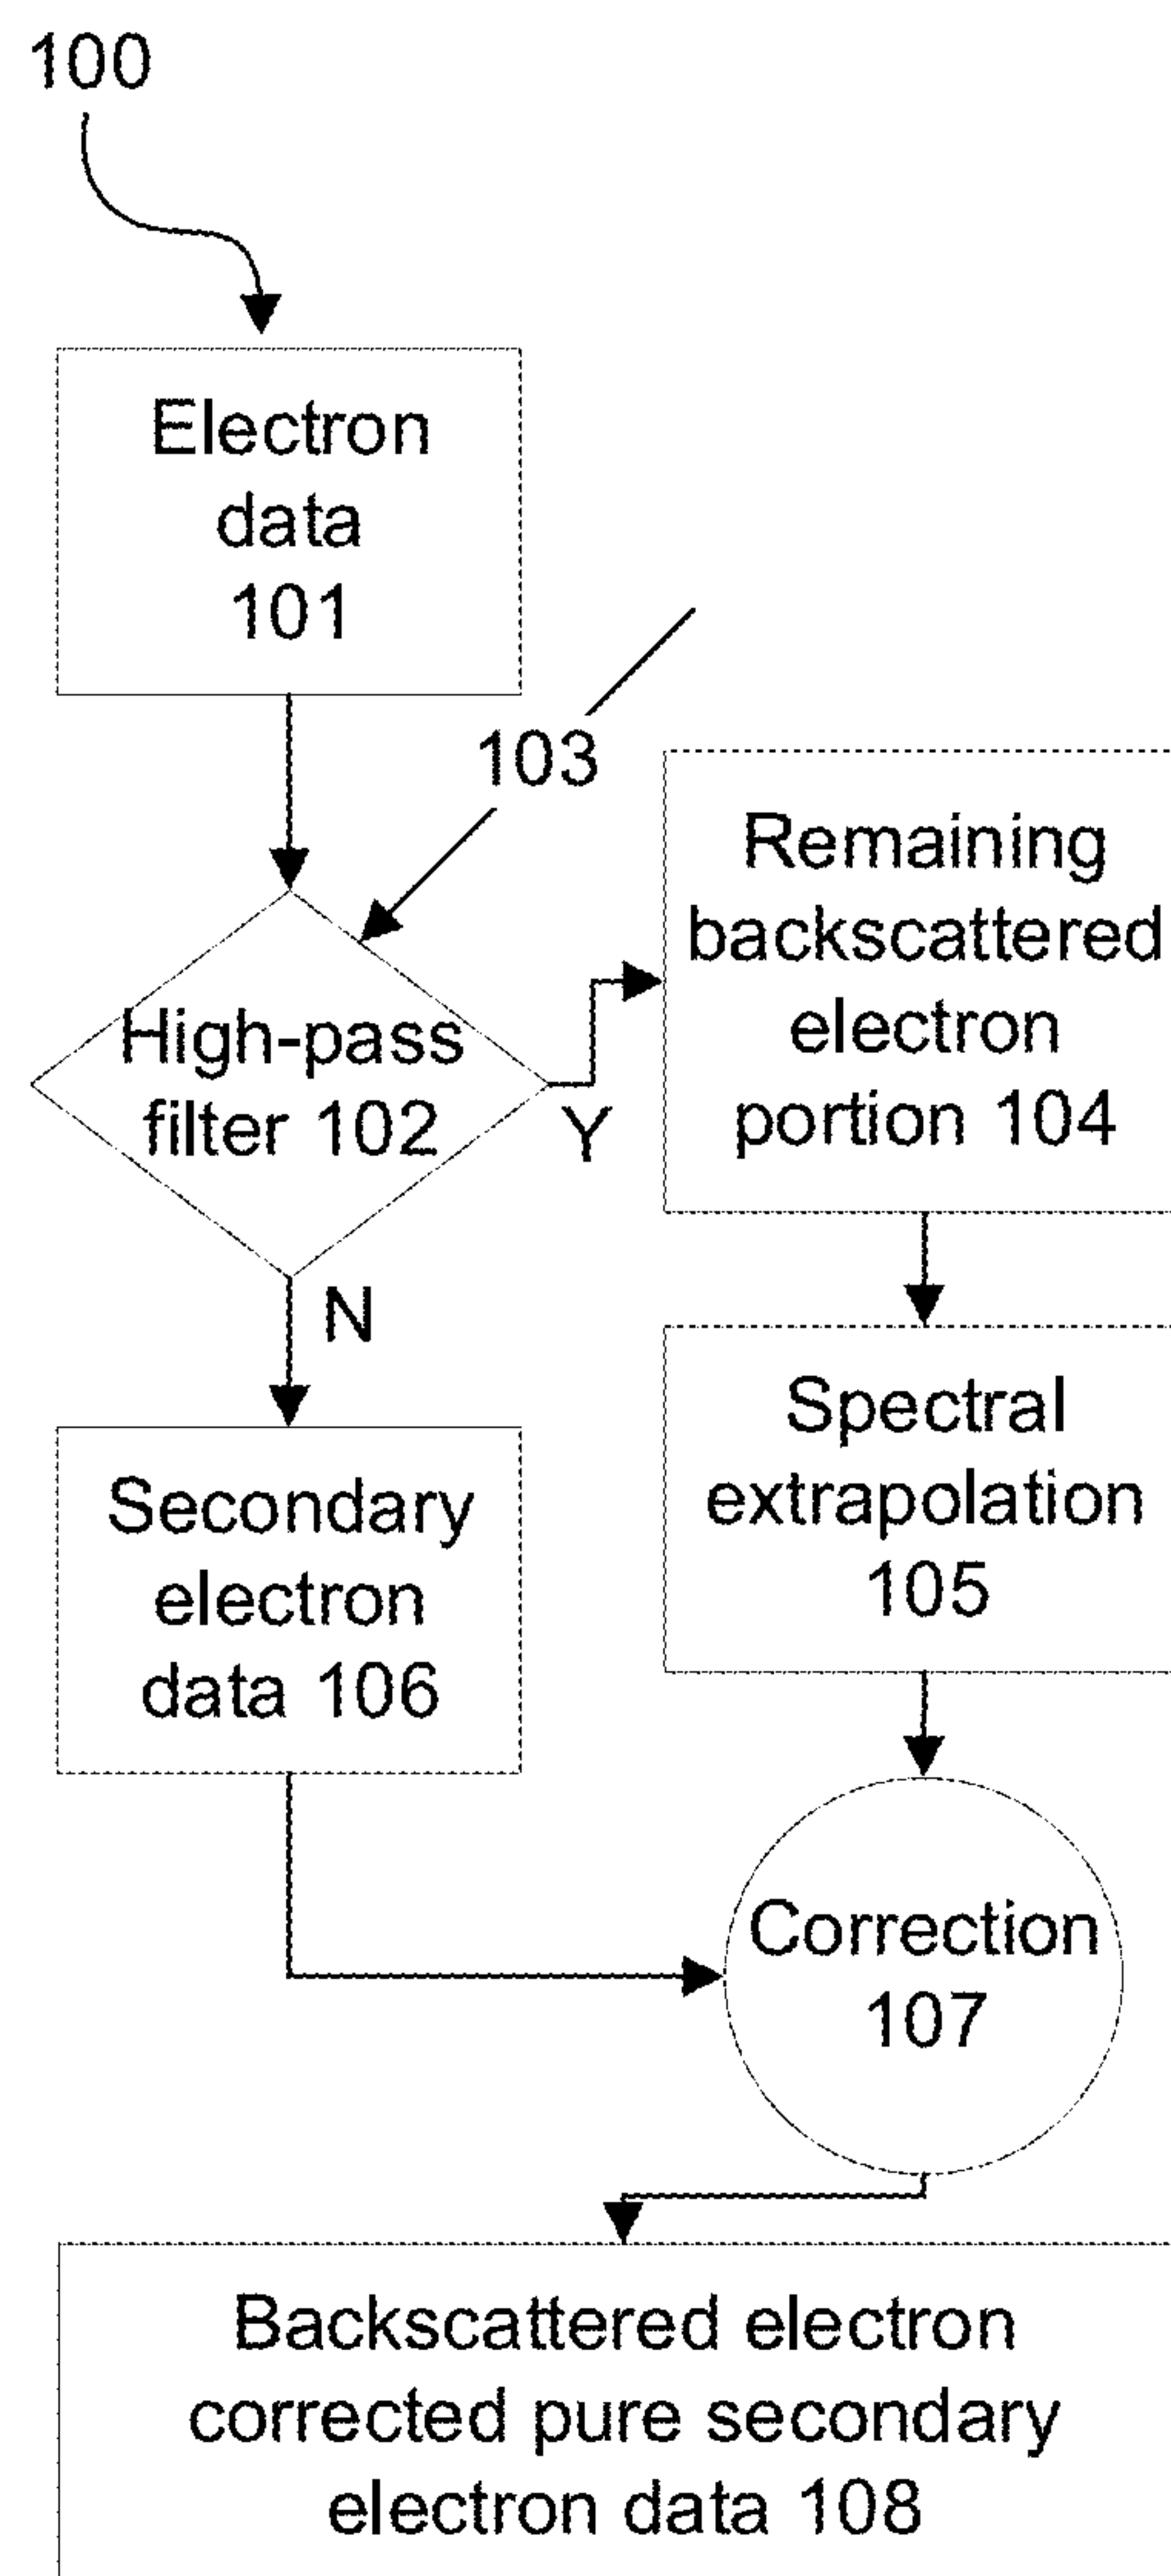 100
Electron
data
101
103
High-pass
filter 102
Y
N
Remaining
backscattered
electron
portion 104
Spectral
extrapolation
105
Secondary
electron
data 106
Correction
107
Backscattered electron
corrected pure secondary
electron data 108